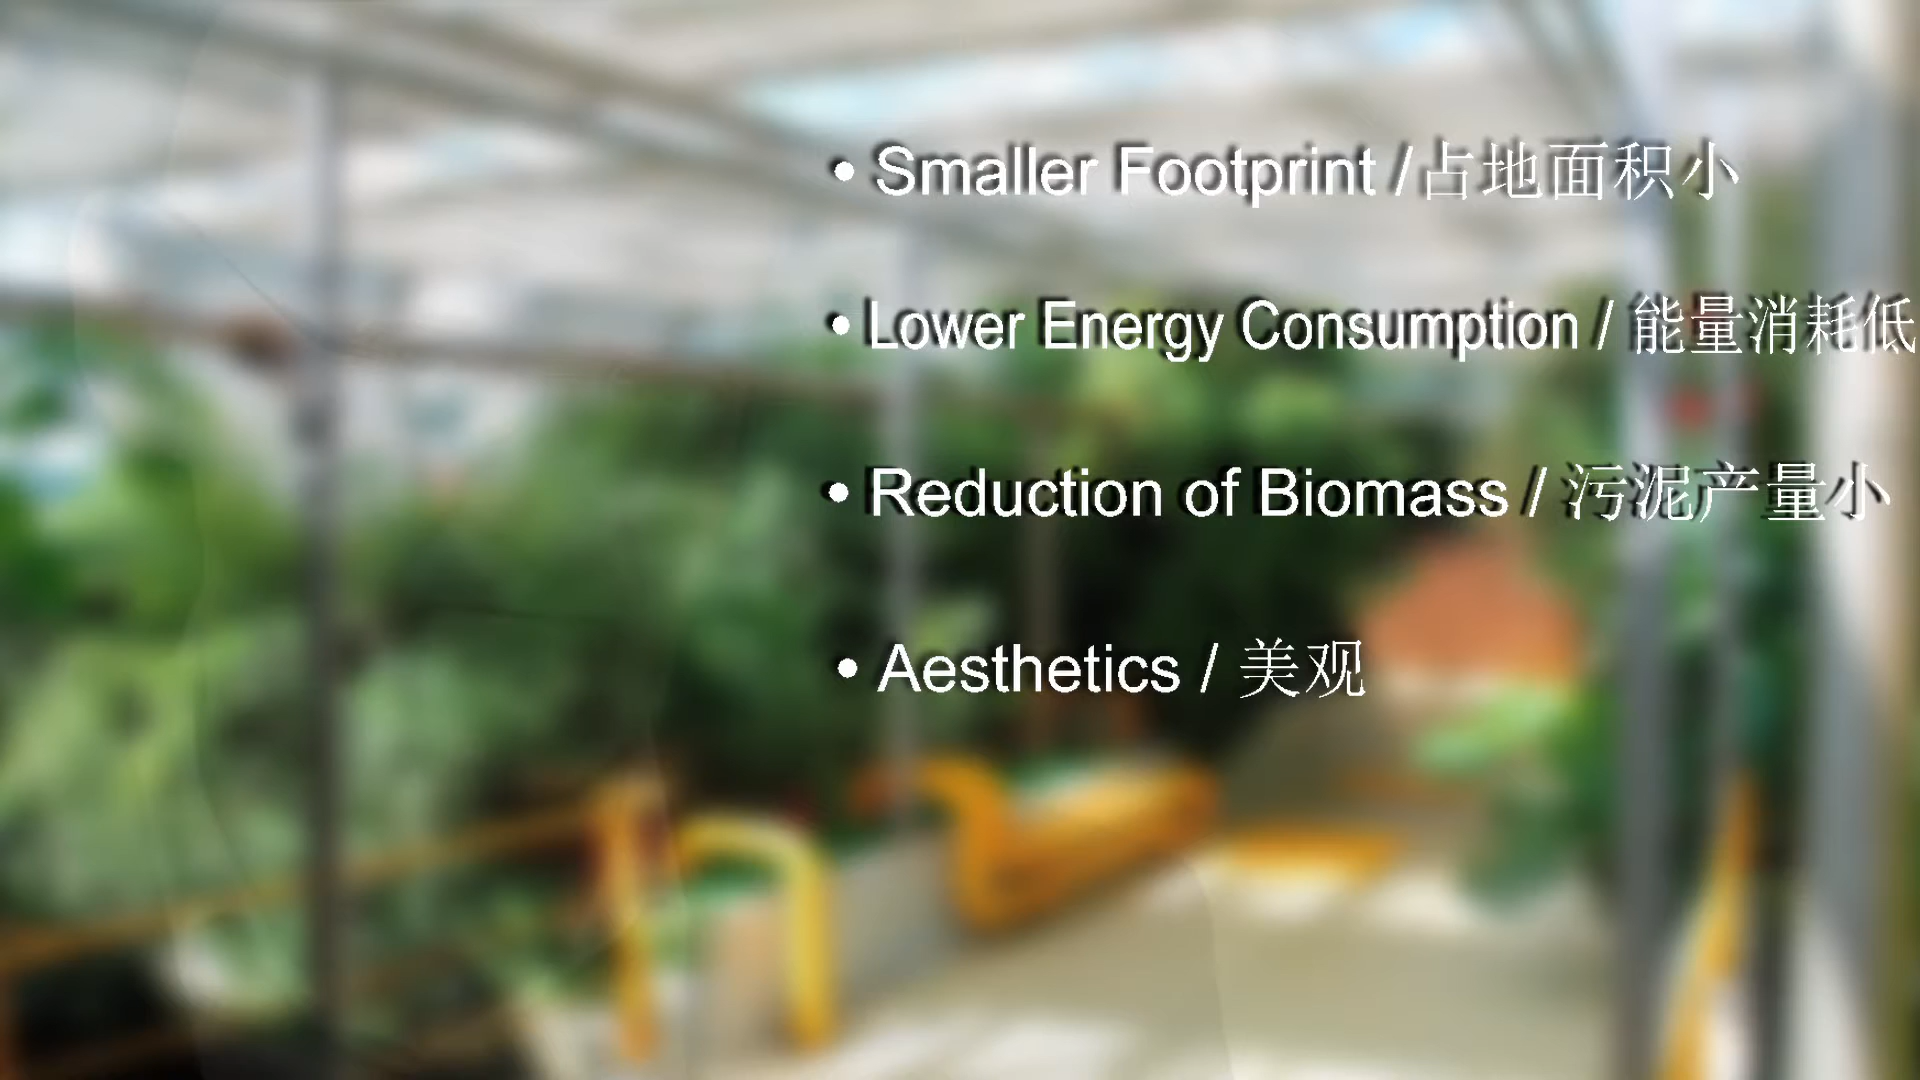 • Smaller Footprint /占地面积小
• Lower Energy Consumption / 能量消耗低
• Reduction of Biomass / 污泥产量小
• Aesthetics / 美观